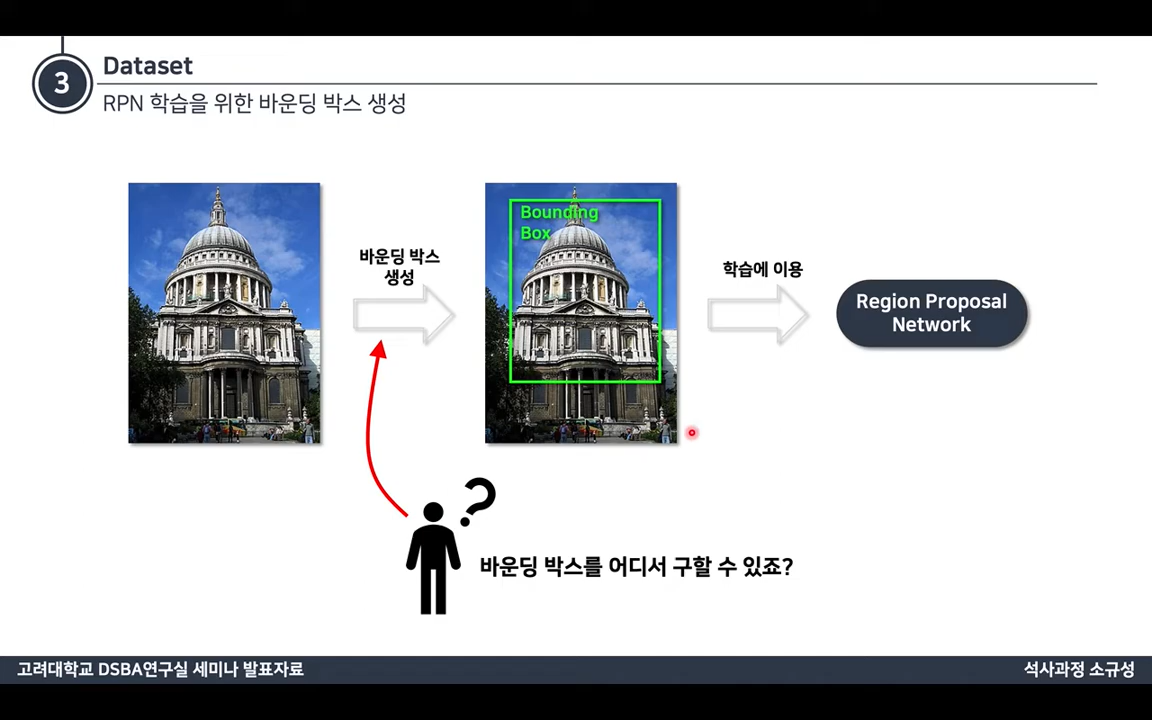 3
Dataset
RPN 학습을 위한 바운딩 박스 생성
바운딩 박스
생성
Bounding
Box
학습에 이용
Region Proposal
Network
?
바운딩 박스를 어디서 구할 수 있죠?
고려대학교 DSBA연구실 세미나 발표자료
석사과정 소규성